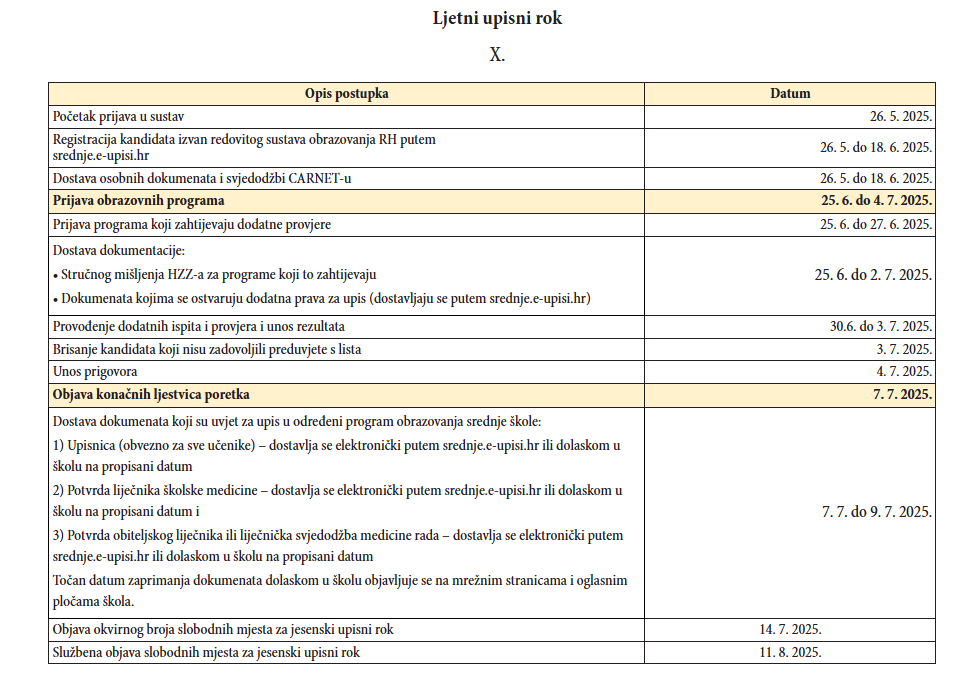 Ljetni upisni rok
X.
Opis postupka Datum
Početak prijava u sustav 26. 5. 2025.
Registracija kandidata izvan redovitog sustava obrazovanja RH putem
srednje.e-upisi.hr 26. 5. do 18. 6. 2025.
Dostava osobnih dokumenata i svjedodžbi CARNET-u 26. 5. do 18. 6. 2025.
Prijava obrazovnih programa 25. 6. do 4. 7. 2025.
Prijava programa koji zahtijevaju dodatne provjere 25. 6. do 27. 6. 2025.
Dostava dokumentacije:
• Stručnog mišljenja HZZ-a za programe koji to zahtijevaju 25. 6. do 2. 7. 2025.
• Dokumenata kojima se ostvaruju dodatna prava za upis (dostavljaju se putem srednje.e-upisi.hr)
Provođenje dodatnih ispita i provjera i unos rezultata 30.6. do 3. 7. 2025.
Brisanje kandidata koji nisu zadovoljili preduvjete s lista 3. 7. 2025.
Unos prigovora 4. 7. 2025.
Objava konačnih ljestvica poretka 7. 7. 2025.
Dostava dokumenata koji su uvjet za upis u određeni program obrazovanja srednje škole:
1) Upisnica (obvezno za sve učenike) – dostavlja se elektronički putem srednje.e-upisi.hr ili dolaskom u
školu na propisani datum
2) Potvrda liječnika školske medicine – dostavlja se elektronički putem srednje.e-upisi.hr ili dolaskom u
školu na propisani datum i 7. 7. do 9. 7. 2025.
3) Potvrda obiteljskog liječnika ili liječnička svjedodžba medicine rada – dostavlja se elektronički putem
srednje.e-upisi.hr ili dolaskom u školu na propisani datum
Točan datum zaprimanja dokumenata dolaskom u školu objavljuje se na mrežnim stranicama i oglasnim
pločama škola.
Objava okvirnog broja slobodnih mjesta za jesenski upisni rok 14. 7. 2025.
Službena objava slobodnih mjesta za jesenski upisni rok 11. 8. 2025.